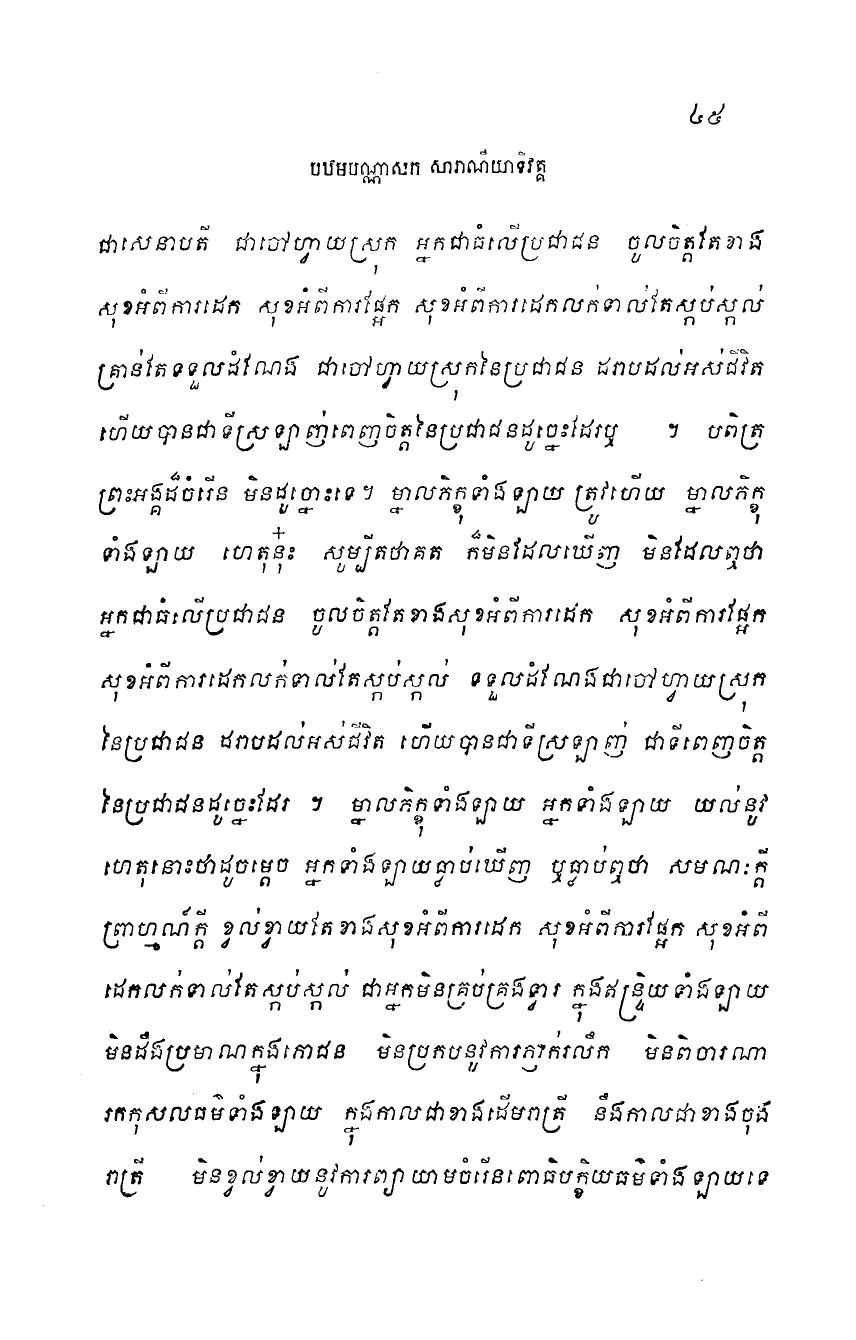 ៤៥
បឋមបណ្ណាសក សារាណីយាទិវគ្គ
ជាសេនាបតី ជាចៅហ្វាយស្រុក អ្នកជាធំលើប្រជាជន ចូលចិត្តតែខាង
សុខអំពីការដេក សុខអំពីការផ្អែក សុខអំពីការដេកលក់ទាល់តែស្កប់ស្កល់
គ្រាន់តែទទួលដំណែង ជាចៅហ្វាយស្រុកនៃប្រជាជន ដរាបដល់អស់ជីវិត
ហើយបានជាទីស្រឡាញ់ពេញចិត្តនៃប្រជាជនដូច្នេះដែរឬ ។ បពិត្រ
ព្រះអង្គដ៏ចំរើន មិនដូច្នោះទេ។ ម្នាលភិក្ខុទាំងឡាយ ត្រូវហើយ ម្នាលភិក្ខុ
ទាំងឡាយ ហេតុនុ៎ះ សូម្បីតថាគត ក៏មិនដែលឃើញ មិនដែលឮថា
អ្នកជាធំលើប្រជាជន ចូលចិត្តតែខាងសុខអំពីការដេក សុខអំពីការផ្អែក
សុខអំពីការដេកលក់ទាល់តែស្កប់ស្កល់ ទទួលដំណែងជាចៅហ្វាយស្រុក
នៃប្រជាជន ដរាបដល់អស់ជីវិត ហើយបានជាទីស្រឡាញ់ ជាទីពេញចិត្ត
នៃប្រជាជនដូច្នេះដែរ ។ ម្នាលភិក្ខុទាំងឡាយ អ្នកទាំងឡាយ យល់នូវ
ហេតុនោះថាដូចម្តេច អ្នកទាំងឡាយធ្លាប់ឃើញ ឬធ្លាប់ឮថា សមណៈក្តី
ព្រាហ្មណ៍ក្តី ខ្វល់ខ្វាយតែខាងសុខអំពីការដេក សុខអំពីការផ្អែក សុខអំពី
ដេកលក់ទាល់តែស្កប់ស្កល់ ជាអ្នកមិនគ្រប់គ្រងទ្វារ ក្នុងឥន្ទ្រិយទាំងឡាយ
មិនដឹងប្រមាណក្នុងភោជន មិនប្រកបនូវការភ្ញាក់រលឹក មិនពិចារណា
រកកុសលធម៌ទាំងឡាយ ក្នុងកាលជាខាងដើមរាត្រី នឹងកាលជាខាងចុង
រាត្រី មិនខ្វល់ខ្វាយនូវការព្យាយាមចំរើនពោធិបក្ខិយធម៌ទាំងឡាយទេ